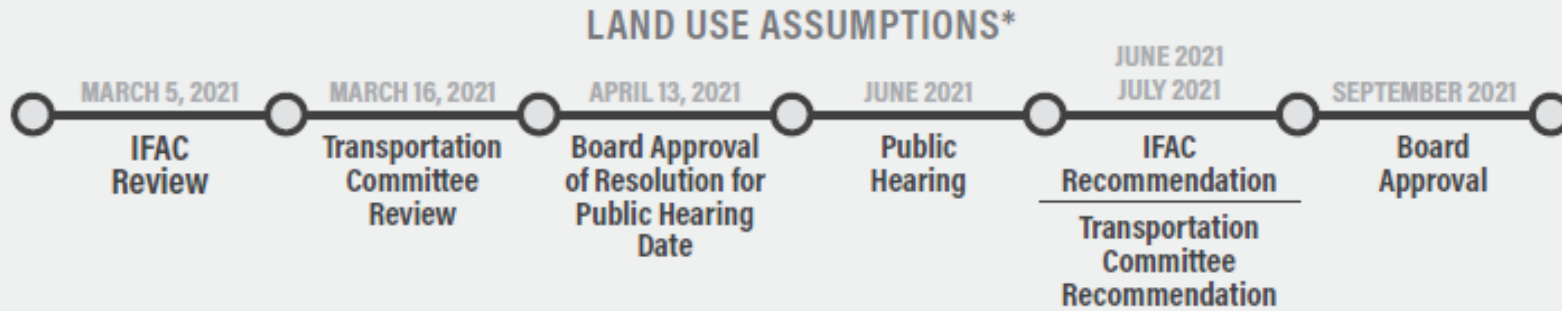 LAND USE ASSUMPTIONS*
MARCH 5, 2021
IFAC
Review
MARCH 16, 2021
Transportation
Committee
Review
APRIL 13, 2021
Board Approval
of Resolution for
Public Hearing
Date
JUNE 2021
Public
Hearing
JUNE 2021
JULY 2021
IFAC
Recommendation
Transportation
Committee
Recommendation
SEPTEMBER 2021
Board
Approval